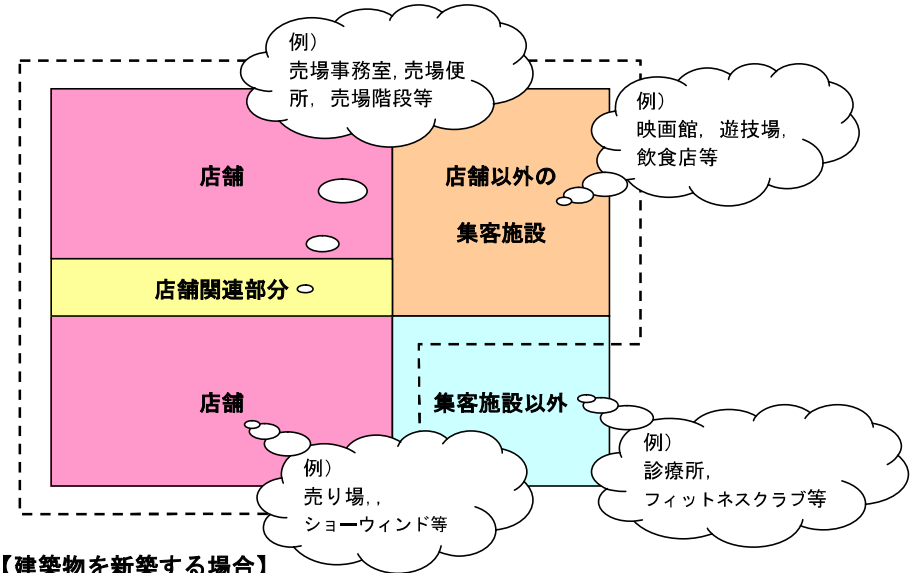 例）
売場事務室，売場便
所， 売場階段等
例）
映画館， 遊技場，
飲食店等
店舗
店舗以外の
集客施設
店舗関連部分
店舗
集客施設以外
例）
売り場，，
ショーウィンド等
例）
診療所，
フィットネスクラブ等
【建築物を新築する場合】